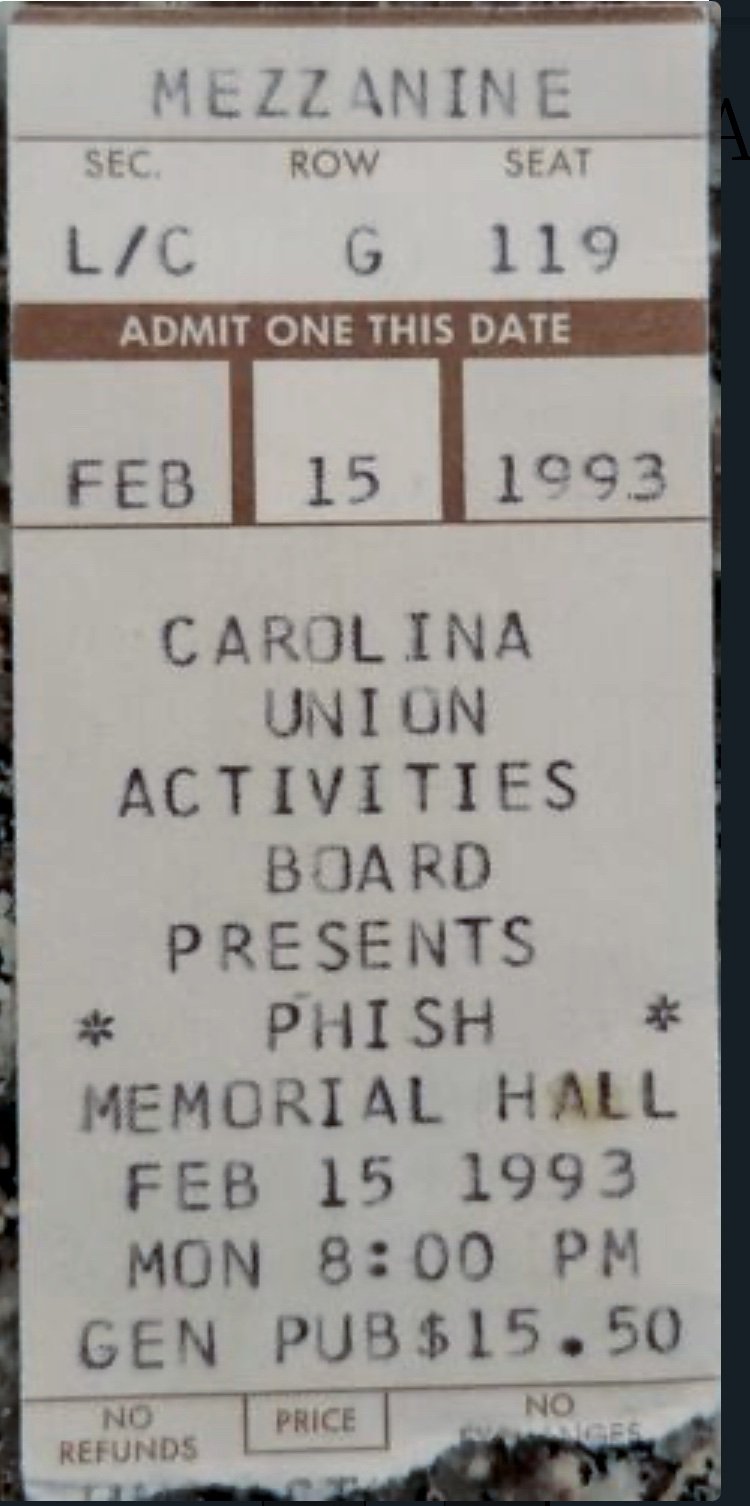 MEZZANINE
SEC. ROW SEAT
L/C G 119
ADMIT ONE THIS DATE
FEB 15 1993
CAROLINA
UNION
ACTIVITIES
BOARD
PRESENTS
* PHISH *
MEMORIAL HALL
FEB 15 1993
MON 8:00 PM
GEN PUB$15.50
NO REFUNDS
PRICE
NO EXCHANGES
A